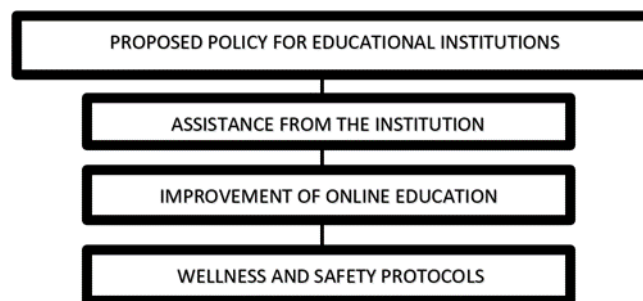 PROPOSED POLICY FOR EDUCATIONAL INSTITUTIONS
ASSISTANCE FROM THE INSTITUTION
IMPROVEMENT OF ONLINE EDUCATION
WELLNESS AND SAFETY PROTOCOLS